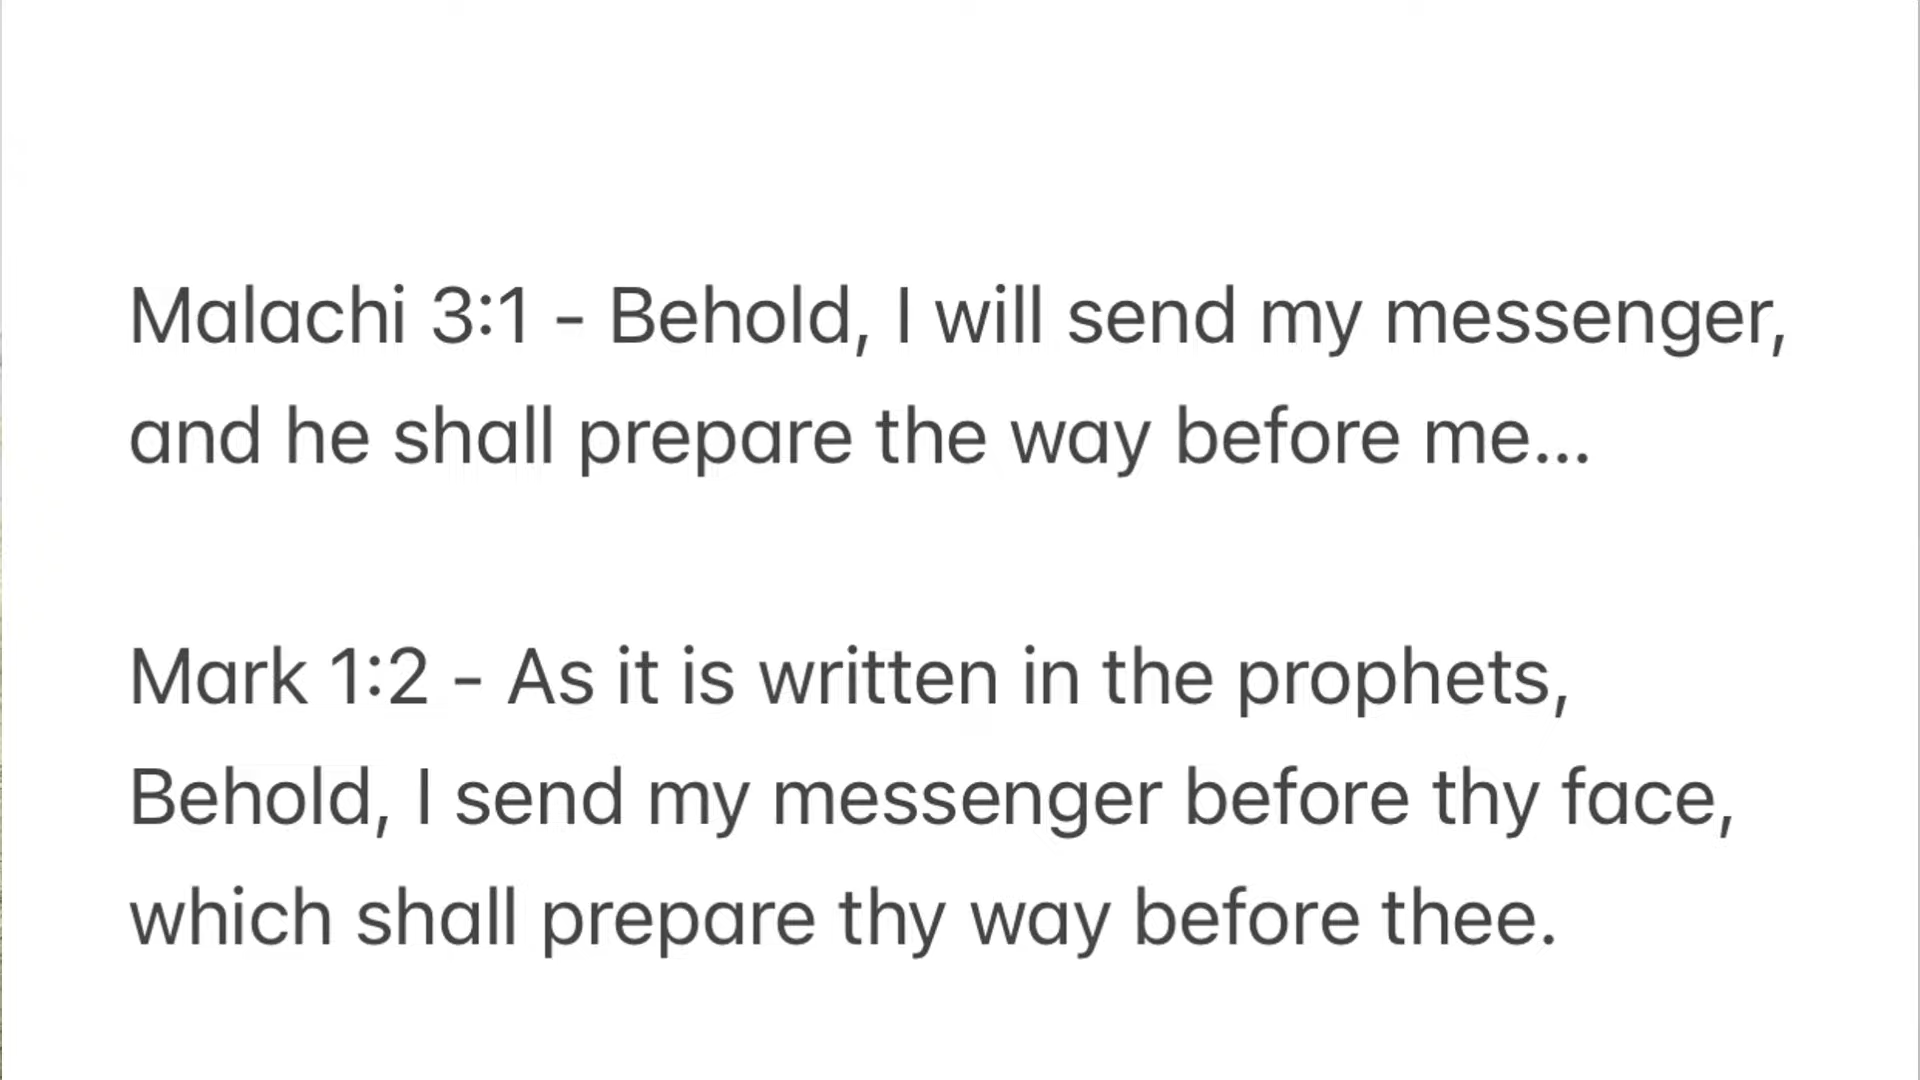 Malachi 3:1 - Behold, I will send my messenger,
and he shall prepare the way before me...
Mark 1:2 - As it is written in the prophets,
Behold, I send my messenger before thy face,
which shall prepare thy way before thee.